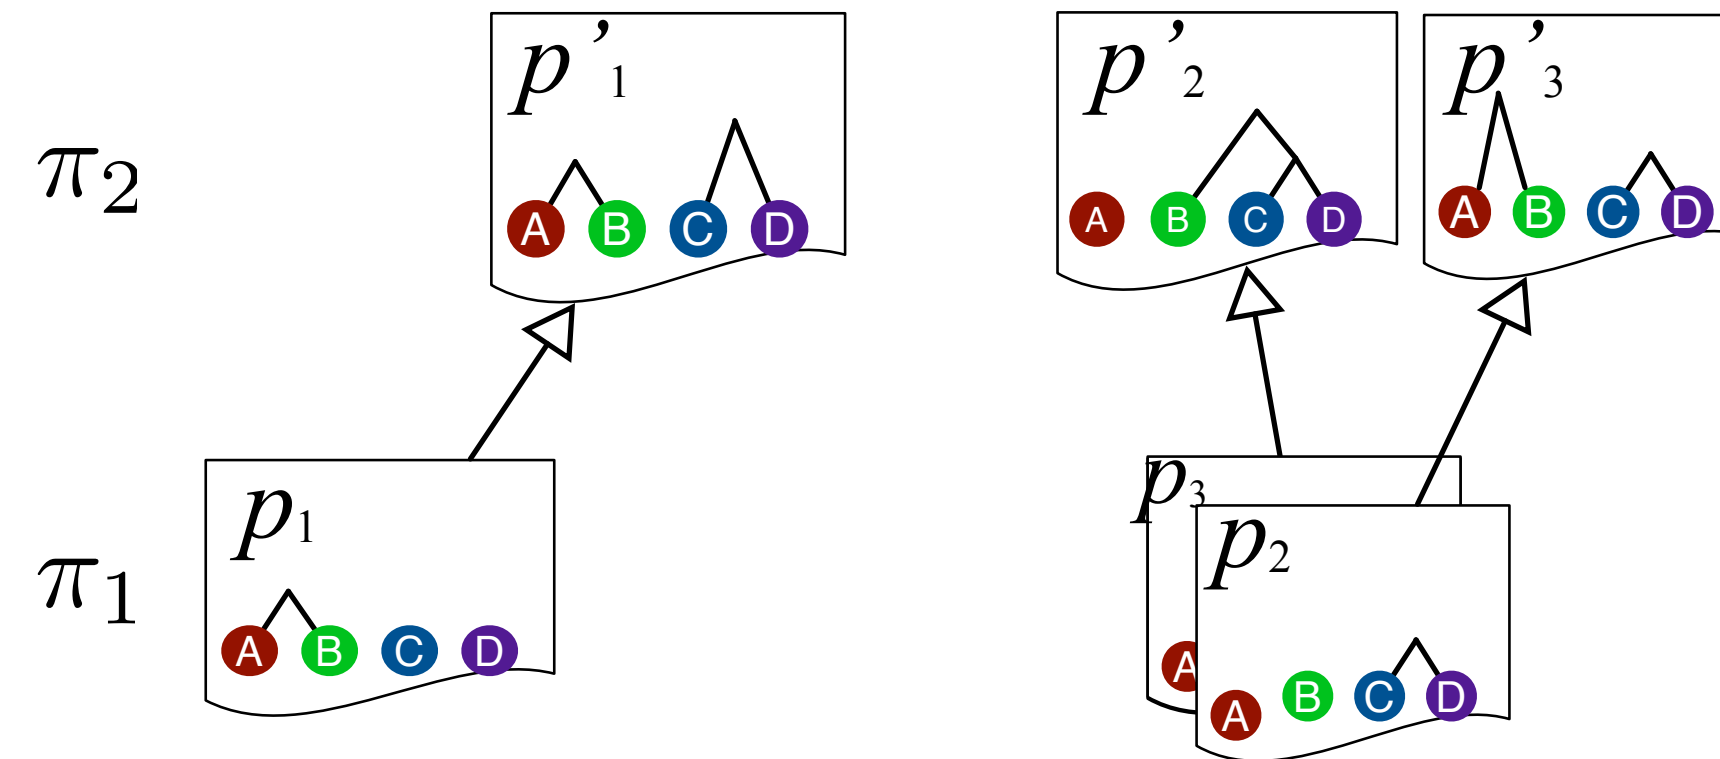 π₂
p'₁
A B C D
p'₂
A B C D
p'₃
A B C D
π₁
p₁
A B C D
p₃
A
p₂
A B C D